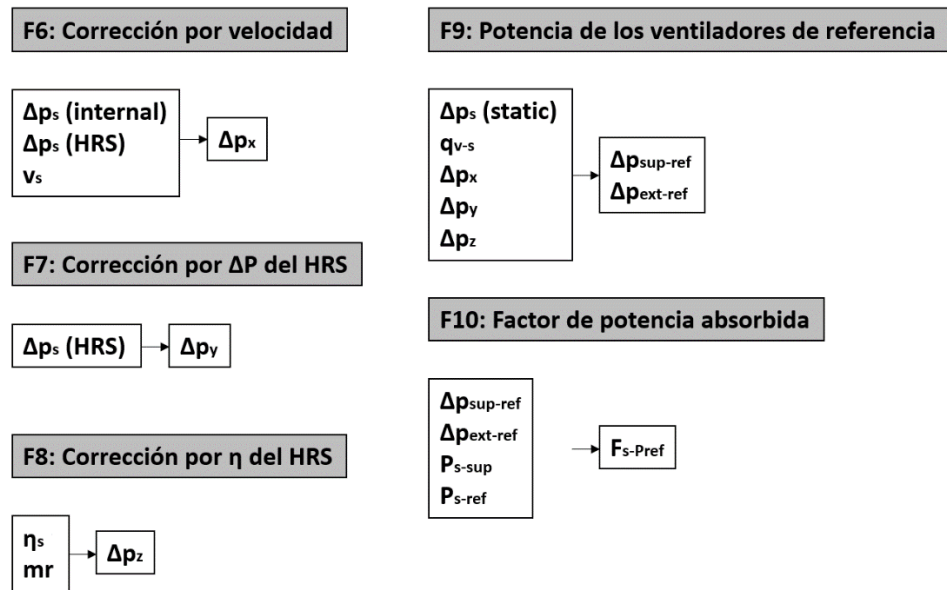 F6: Corrección por velocidad
Δps (internal)
Δps (HRS)
vs
Δpx
F7: Corrección por ΔP del HRS
Δps (HRS)
Δpy
F8: Corrección por η del HRS
ηs
mr
Δpz
F9: Potencia de los ventiladores de referencia
Δps (static)
qv-s
Δpx
Δpy
Δpz
Δpsup-ref
Δpext-ref
F10: Factor de potencia absorbida
Δpsup-ref
Δpext-ref
Ps-sup
Ps-ref
Fs-Pref